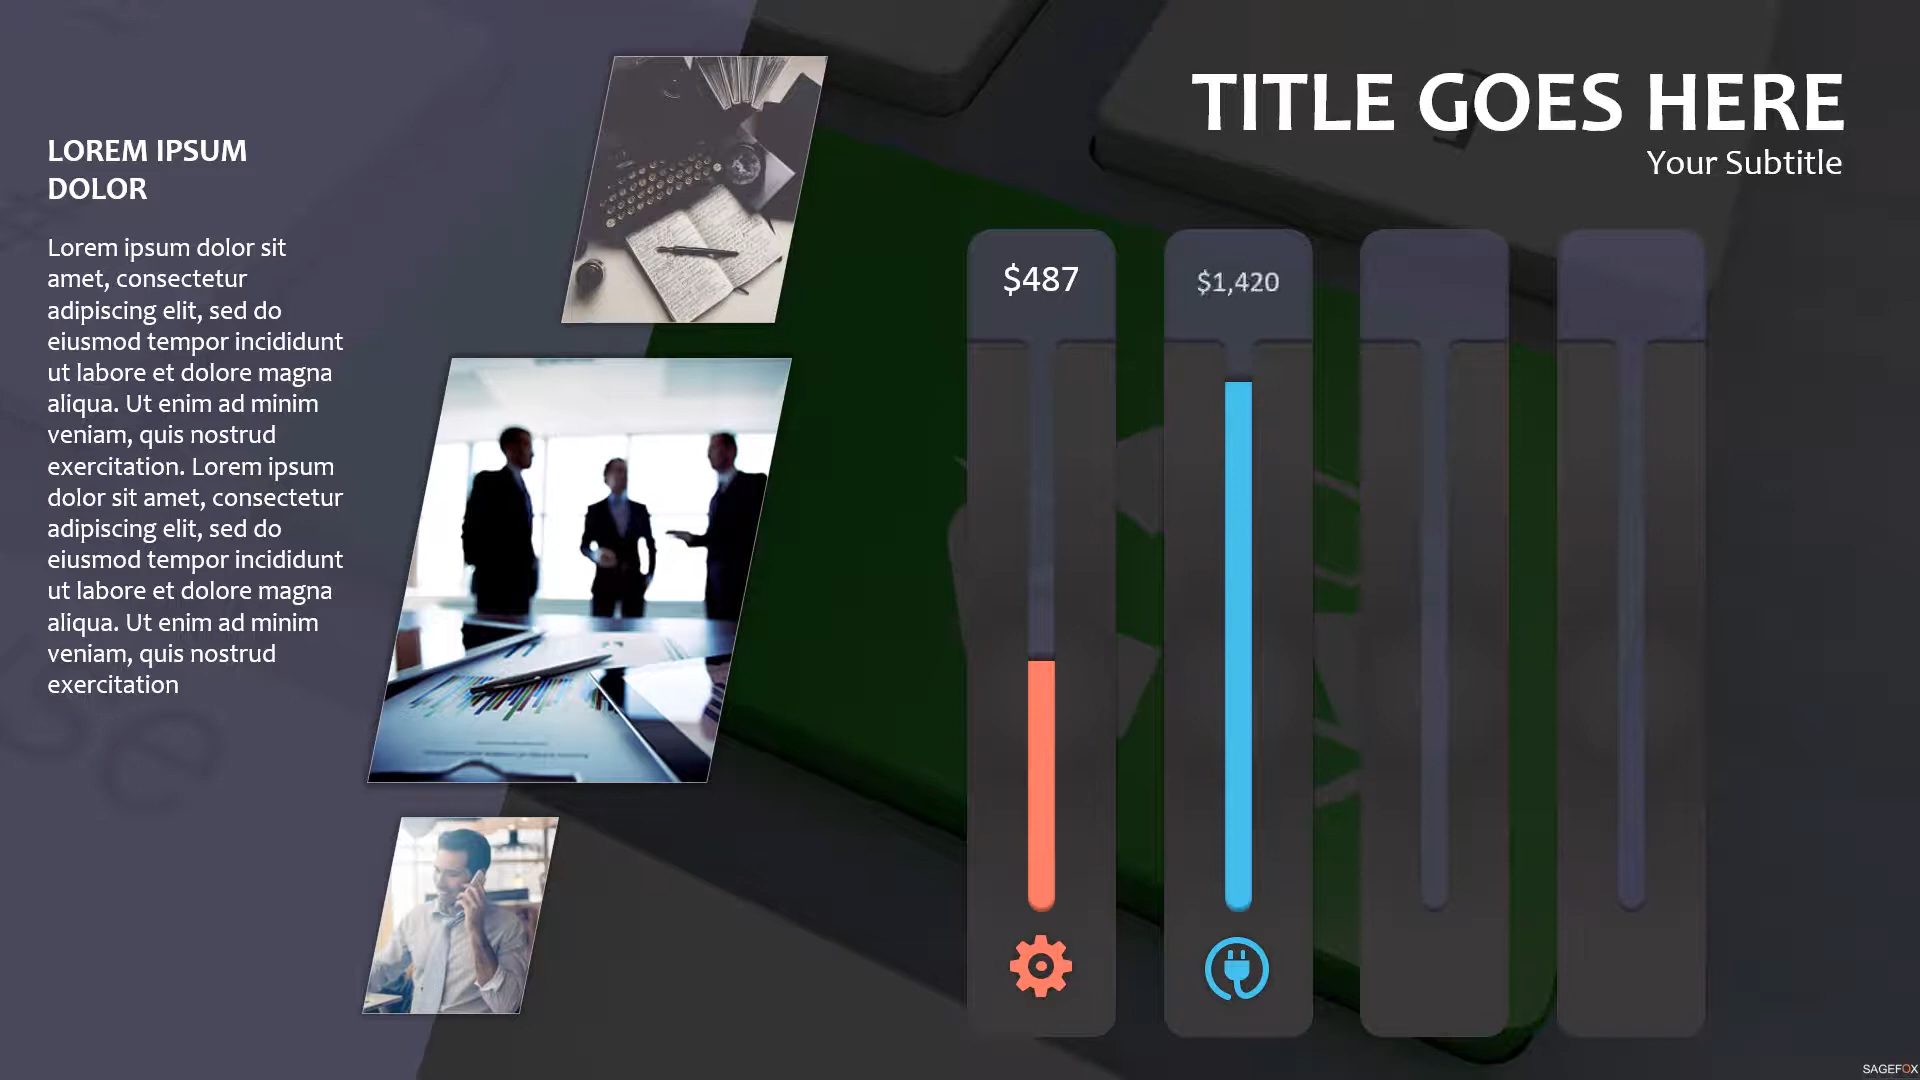 TITLE GOES HERE
Your Subtitle
LOREM IPSUM
DOLOR
Lorem ipsum dolor sit
amet, consectetur
adipiscing elit, sed do
eiusmod tempor incididunt
ut labore et dolore magna
aliqua. Ut enim ad minim
veniam, quis nostrud
exercitation. Lorem ipsum
dolor sit amet, consectetur
adipiscing elit, sed do
eiusmod tempor incididunt
ut labore et dolore magna
aliqua. Ut enim ad minim
veniam, quis nostrud
exercitation
$487
$1,420
SAGEFOX